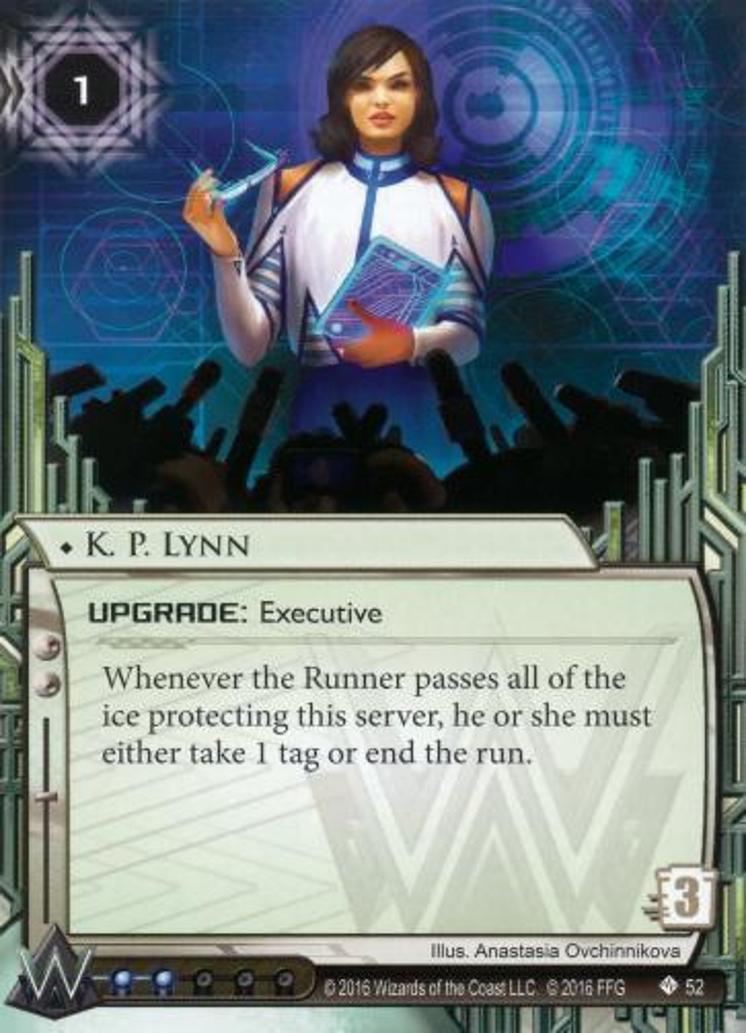 1
K. P. Lynn
UPGRADE: Executive
Whenever the Runner passes all of the
ice protecting this server, he or she must
either take 1 tag or end the run.
3
Illus. Anastasia Ovchinnikova
© 2016 Wizards of the Coast LLC. © 2016 FFG 52